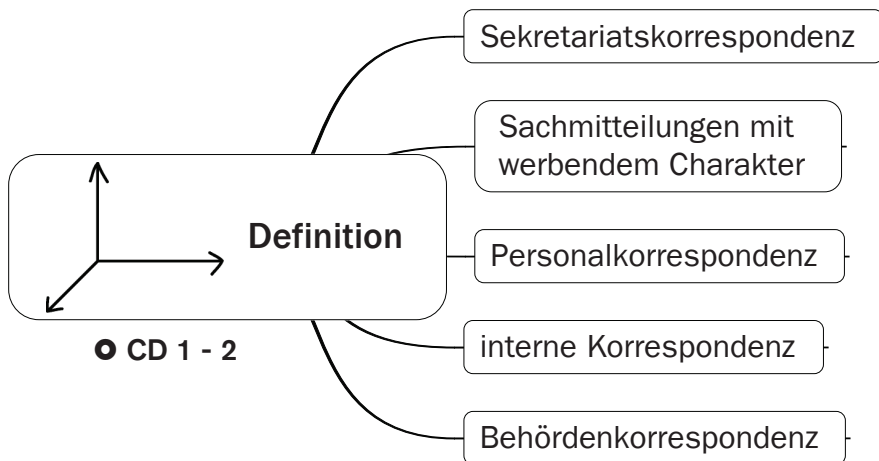 Sekretariatskorrespondenz
Sachmitteilungen mit
werbendem Charakter
Definition
Personalkorrespondenz
CD 1 - 2
interne Korrespondenz
Behördenkorrespondenz